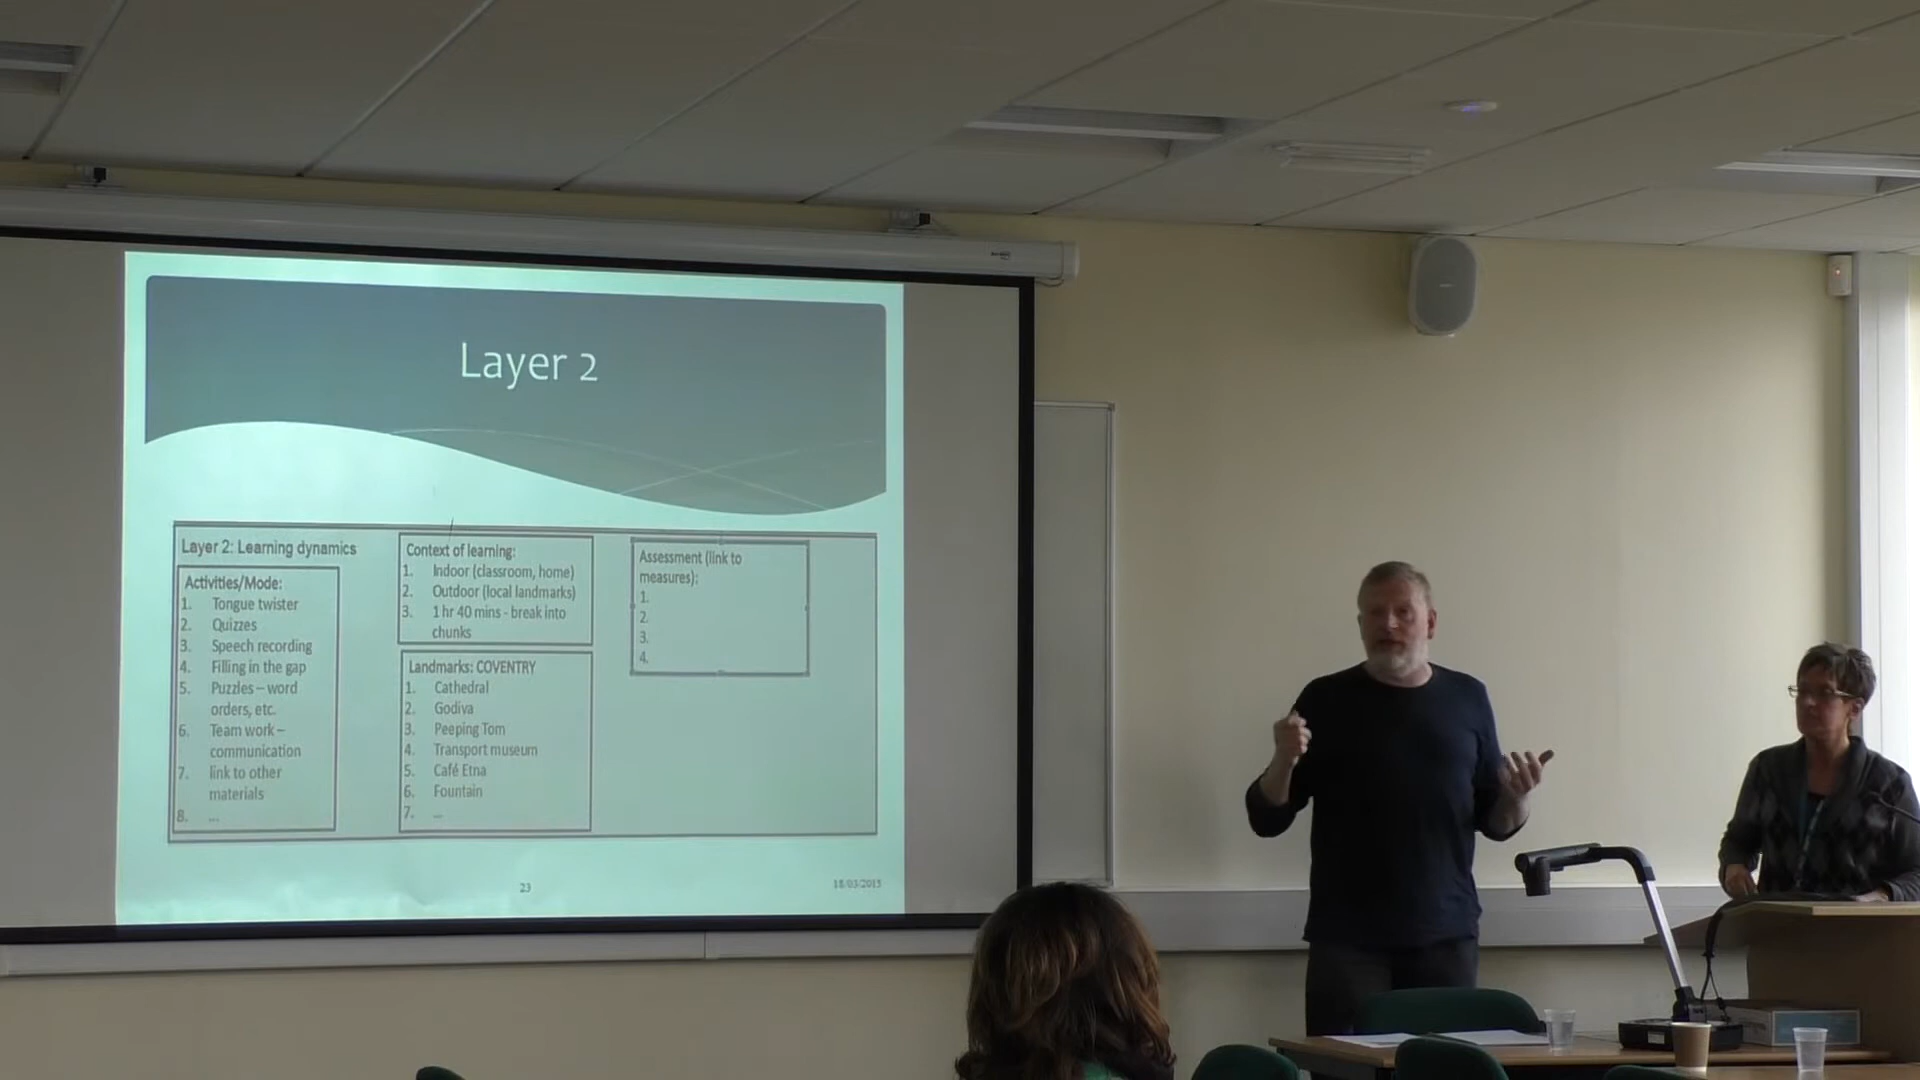 Layer 2
Layer 2: Learning dynamics
Activities/Mode:
1. Tongue twister
2. Quizzes
3. Speech recording
4. Filling in the gap
5. Puzzles – word
orders, etc.
6. Team work –
communication
7. link to other
materials
8. ...
Context of learning:
1. Indoor (classroom, home)
2. Outdoor (local landmarks)
3. 1 hr 40 mins - break into
chunks
Landmarks: COVENTRY
1. Cathedral
2. Godiva
3. Peeping Tom
4. Transport museum
5. Café Etna
6. Fountain
7. ...
Assessment (link to
measures):
1.
2.
3.
4.
23
18/03/2015